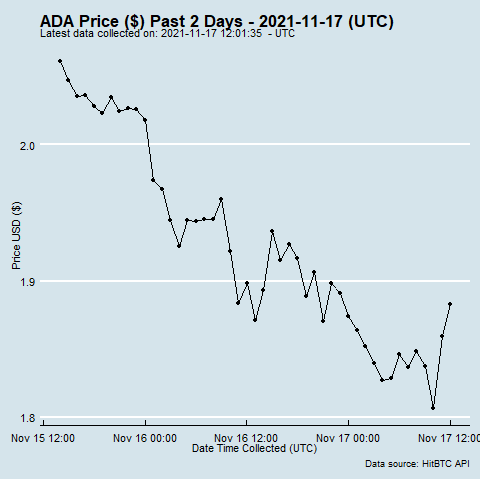 ADA Price ($) Past 2 Days - 2021-11-17 (UTC)
Latest data collected on: 2021-11-17 12:01:35  - UTC
Price USD ($)
2.0
1.9
1.8
Nov 15 12:00 Nov 16 00:00 Nov 16 12:00 Nov 17 00:00 Nov 17 12:00
Date Time Collected (UTC)
Data source: HitBTC API